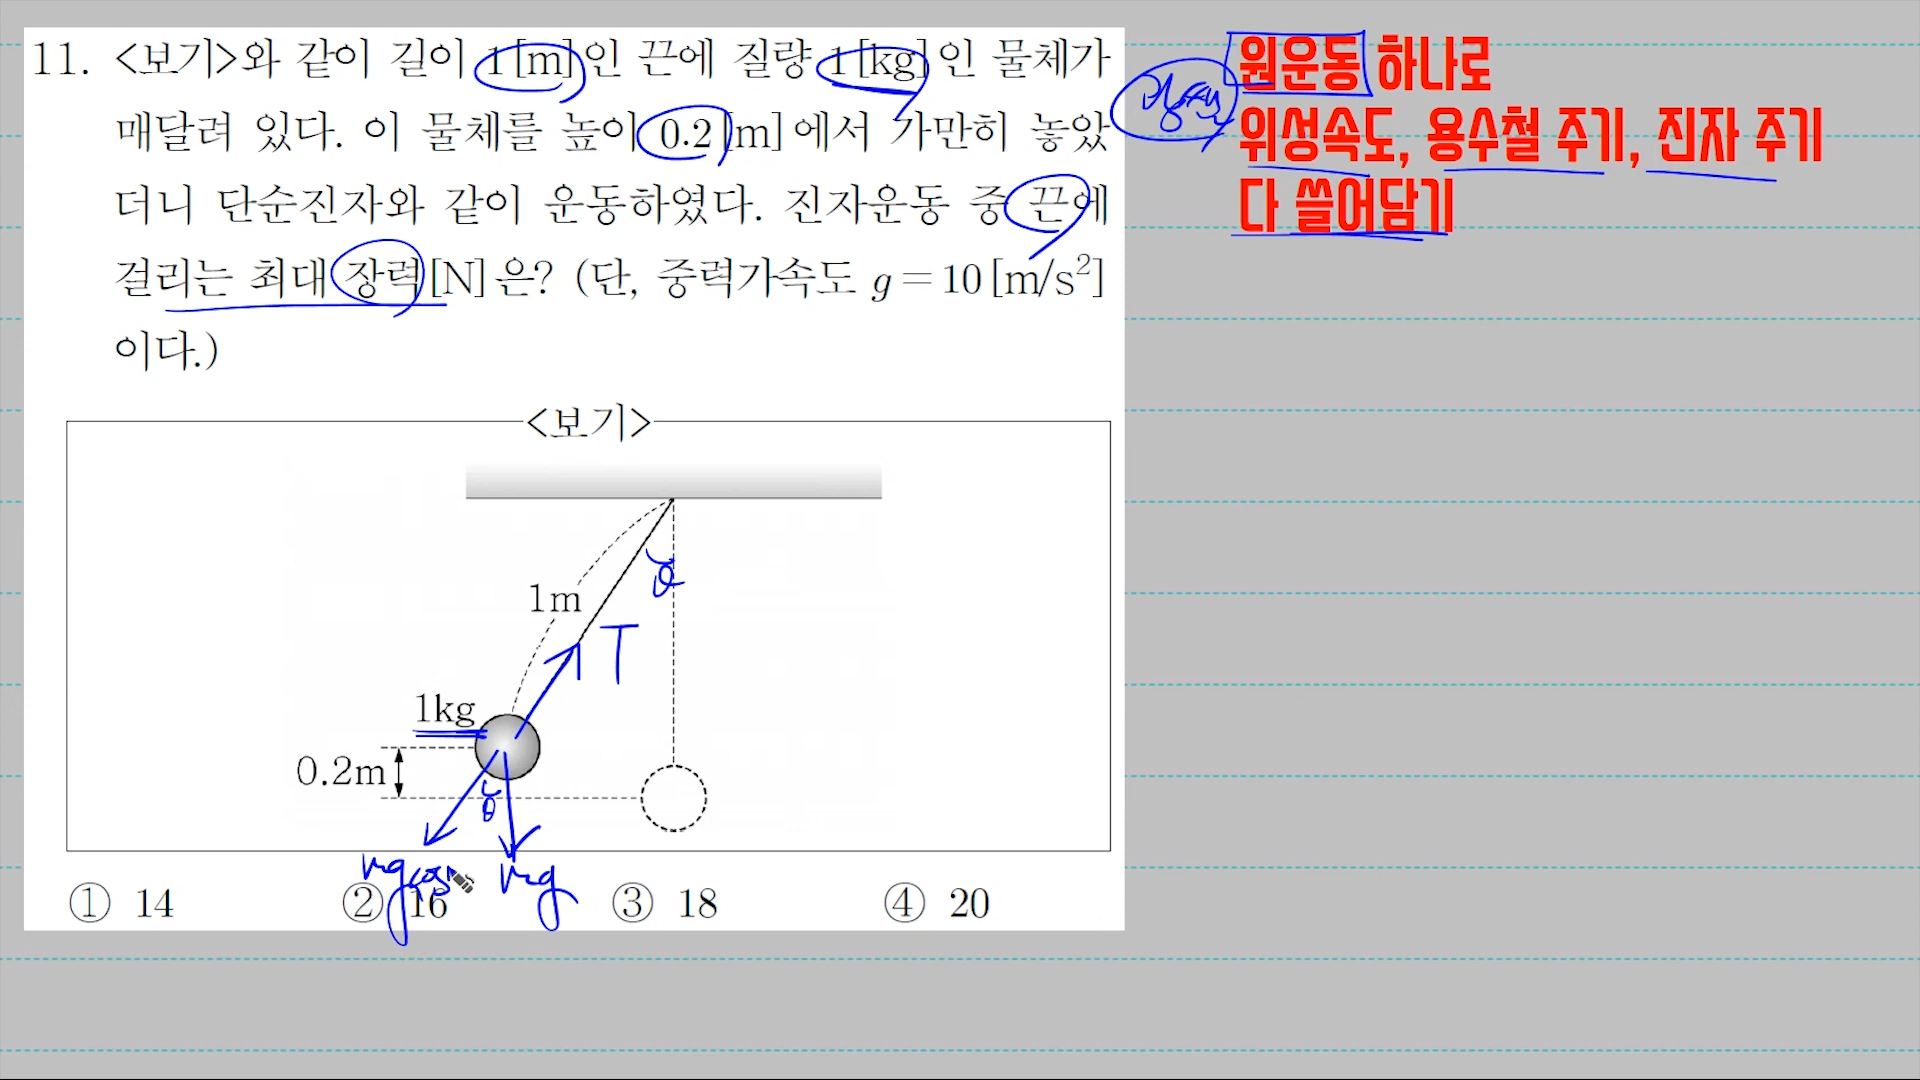 11. <보기>와 같이 길이 1[m]인 끈에 질량 1[kg]인 물체가
매달려 있다. 이 물체를 높이 0.2[m]에서 가만히 놓았
더니 단순진자와 같이 운동하였다. 진자운동 중 끈에
걸리는 최대 장력[N]은? (단, 중력가속도 g=10[m/s²]
이다.)
<보기>
1m
θ
T
1kg
0.2m
θ
mg cos
mg
① 14 ② 16 ③ 18 ④ 20
원운동 하나로
위성속도, 용수철 주기, 진자 주기
다 쓸어담기